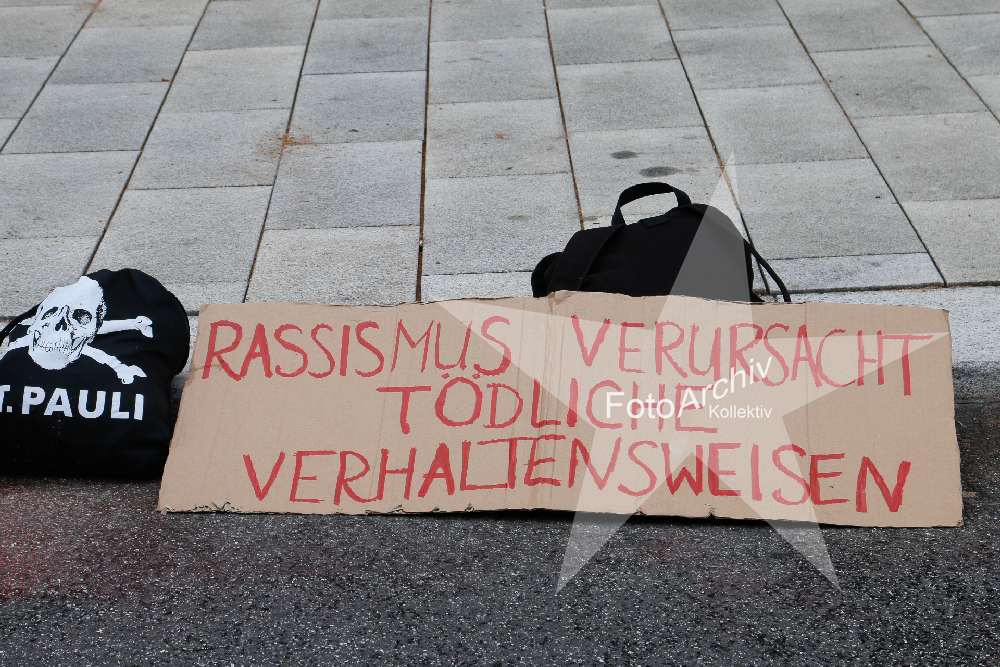 RASSISMUS VERURSACHT
TÖDLICHE
VERHALTENSWEISEN
T. PAULI
FotoArchiv
Kollektiv